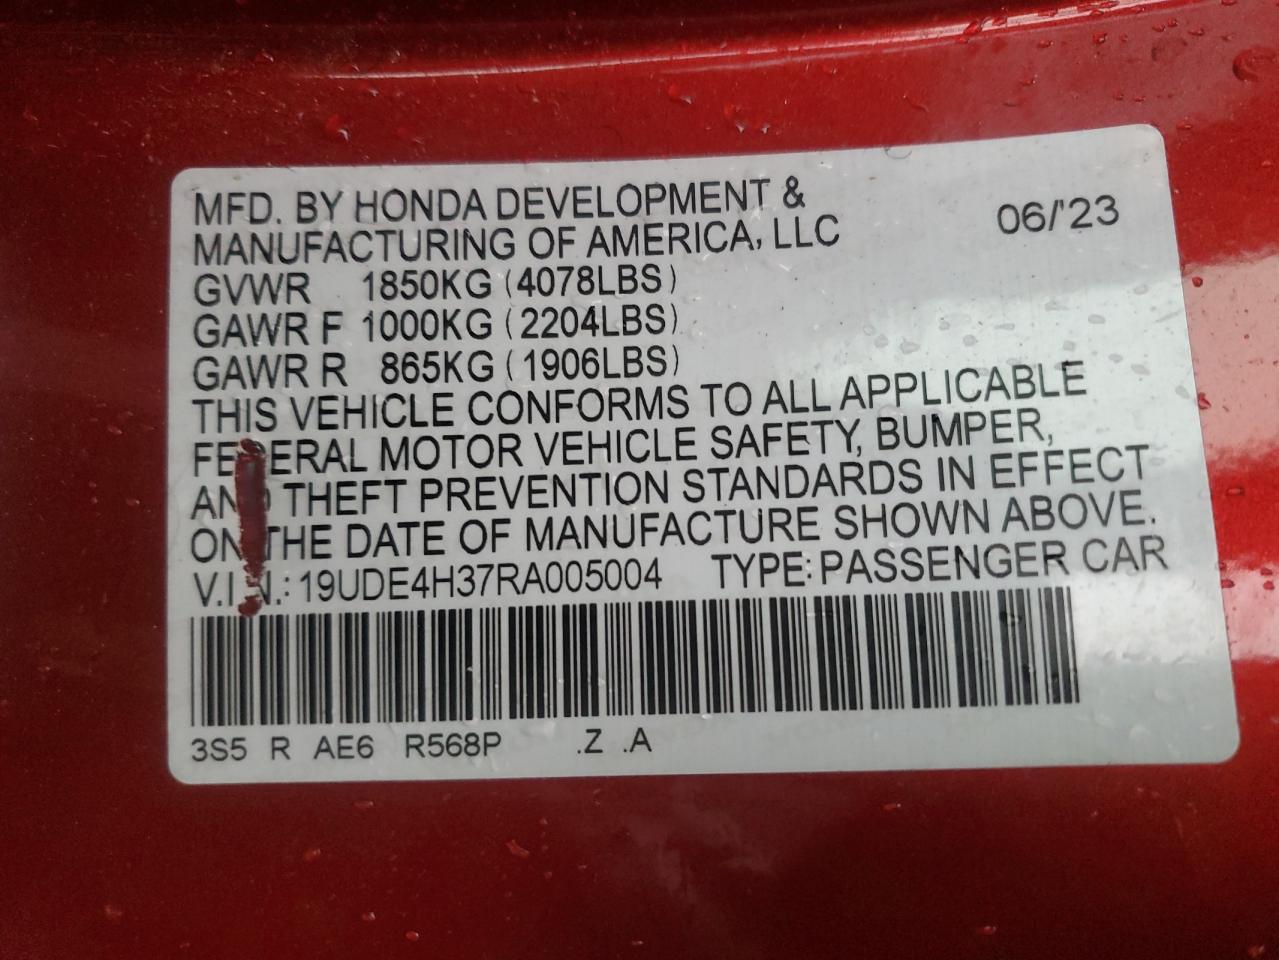 MFD. BY HONDA DEVELOPMENT &
MANUFACTURING OF AMERICA, LLC 06/'23
GVWR 1850KG (4078LBS)
GAWR F 1000KG (2204LBS)
GAWR R 865KG (1906LBS)
THIS VEHICLE CONFORMS TO ALL APPLICABLE
FEDERAL MOTOR VEHICLE SAFETY, BUMPER,
AND THEFT PREVENTION STANDARDS IN EFFECT
ON THE DATE OF MANUFACTURE SHOWN ABOVE.
V.I.N.: 19UDE4H37RA005004 TYPE: PASSENGER CAR
3S5 R AE6 R568P .Z .A